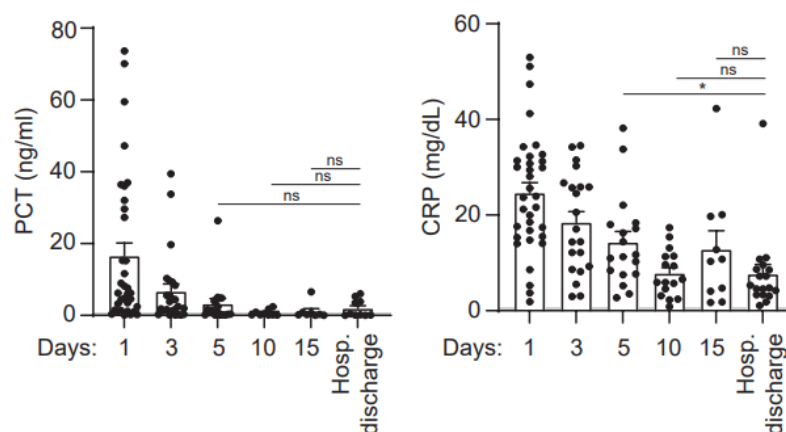 PCT (ng/ml)
80
60
40
20
0
ns
ns
ns
Days: 1 3 5 10 15 Hosp.
discharge
CRP (mg/dL)
60
40
20
0
ns
ns
*
Days: 1 3 5 10 15 Hosp.
discharge